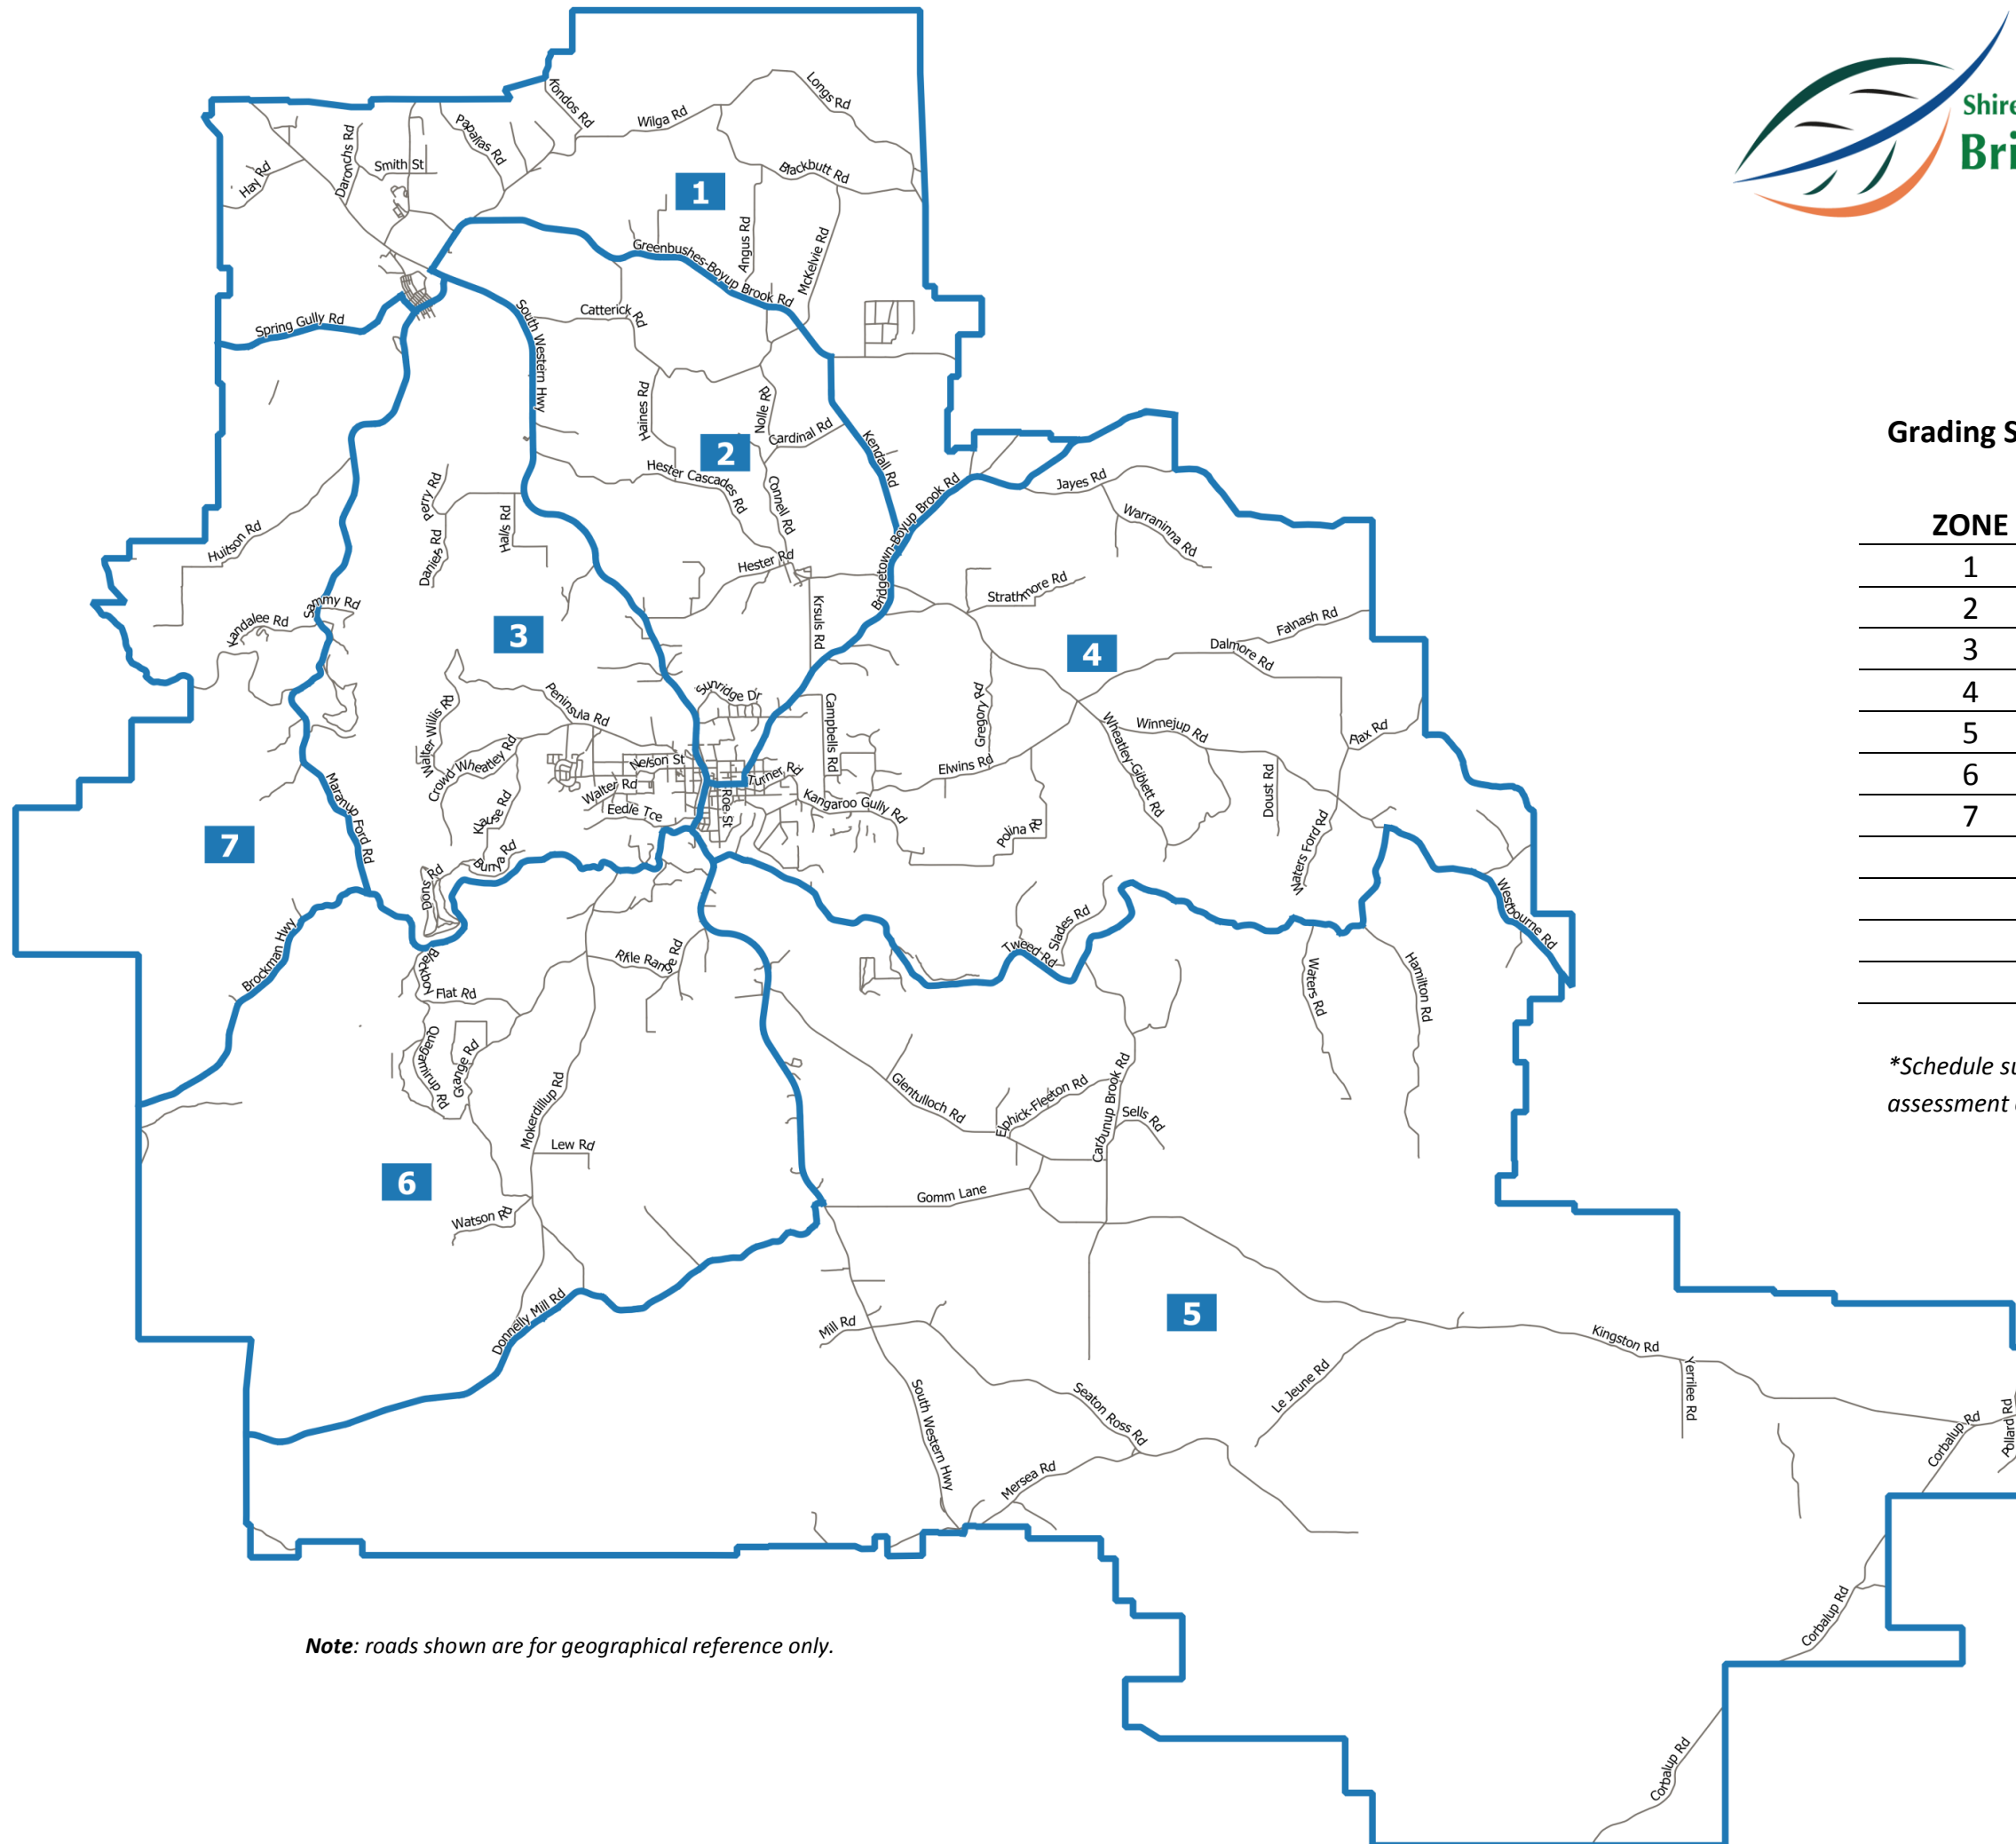 Shire
Bri
Grading S
ZONE
1
2
3
4
5
6
7
*Schedule su
assessment
Kondos Rd
Longs Rd
Wilga Rd
Papalias Rd
Daronchs Rd
Smith St
Hay Rd
Blackbutt Rd
1
Angus Rd
McKelvie Rd
Greenbushes-Boyup Brook Rd
Spring Gully Rd
South Western Hwy
Catterick Rd
Haines Rd
Nolle Rd
Cardinal Rd
Kendall Rd
2
Hester Cascades Rd
Connell Rd
Perry Rd
Halls Rd
Daniels Rd
Jayes Rd
Warraninna Rd
Bridgetown-Boyup Brook Rd
Huitson Rd
Hester Rd
Strathmore Rd
Sammy Rd
Kandalee Rd
Krsuls Rd
Falnash Rd
3
4
Dalmore Rd
Sunridge Dr
Peninsula Rd
Walter Willis Rd
Campbells Rd
Gregory Rd
Winnejup Rd
Flax Rd
Wheatley-Giblett Rd
Crowd Wheatley Rd
Nelson St
Turner Rd
Elwins Rd
Doust Rd
Walter Rd
Eedle Tce
Roe St
Kangaroo Gully Rd
Klause Rd
Polina Rd
Maranup Ford Rd
7
Waters Ford Rd
Dons Rd
Westbourne Rd
Brockman Hwy
Slades Rd
Tweed Rd
Rifle Range Rd
Blackboy
Flat Rd
Waters Rd
Hamilton Rd
Grange Rd
Glentulloch Rd
Elphick-Fleeton Rd
Carbunup Brook Rd
Sells Rd
Mokerdillup Rd
Lew Rd
6
Gomm Lane
Watson Rd
Donnelly Mill Rd
5
Mill Rd
Kingston Rd
Yerrilee Rd
Le Jeune Rd
Seaton Ross Rd
South Western Hwy
Mersea Rd
Corbalup Rd
Pollard Rd
Corbalup Rd
Corbalup Rd
Note: roads shown are for geographical reference only.